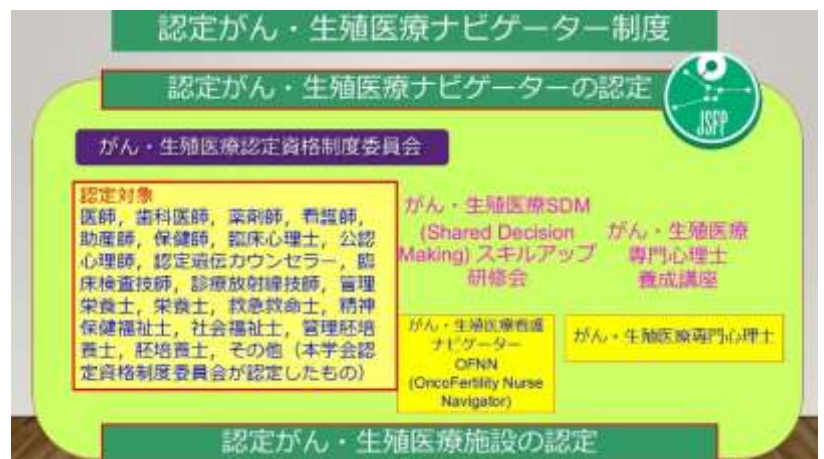 認定がん・生殖医療ナビゲーター制度
認定がん・生殖医療ナビゲーターの認定
JSFP
がん・生殖医療認定資格制度委員会
認定対象
医師，歯科医師，薬剤師，看護師，
助産師，保健師，臨床心理士，公認
心理師，認定遺伝カウンセラー，臨
床検査技師，診療放射線技師，管理
栄養士，栄養士，救急救命士，精神
保健福祉士，社会福祉士，管理胚培
養士，胚培養士，その他（本学会認
定資格制度委員会が認定したもの）
がん・生殖医療SDM
(Shared Decision
Making) スキルアップ
研修会
がん・生殖医療
専門心理士
養成講座
がん・生殖医療看護
ナビゲーター
OFNN
(OncoFertility Nurse
Navigator)
がん・生殖医療専門心理士
認定がん・生殖医療施設の認定